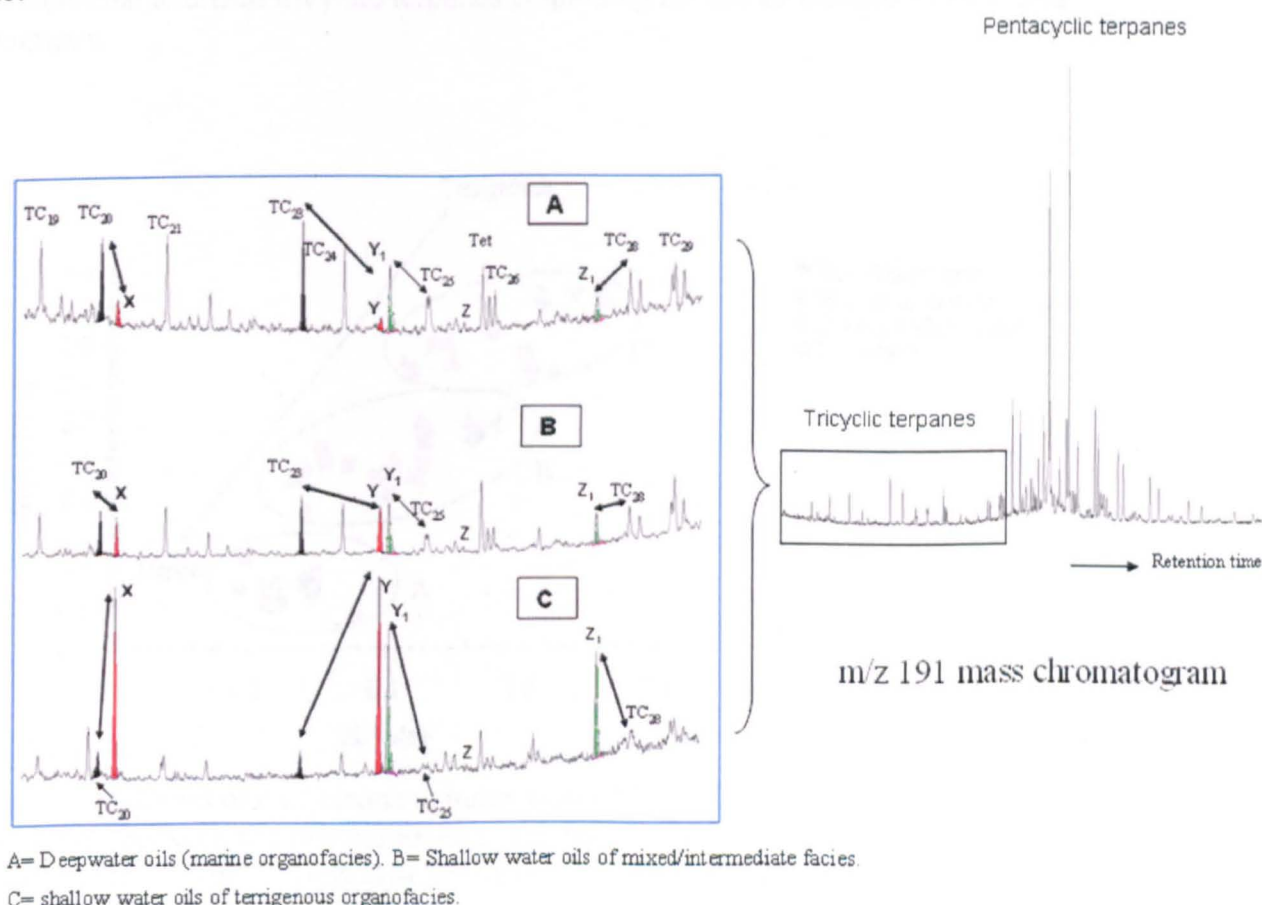 Pentacyclic terpanes
A
TC19 TC20 TC21 TC23 TC24 Y1 Tet TC25 TC26 Z1 TC28 TC29
X Y Z
B
TC20 X TC23 Y Y1 TC25 Z Z1 TC28
Tricyclic terpanes
Retention time
C
X Y Y1 Z1 TC28 Z
TC20 TC25
m/z 191 mass chromatogram
A= Deepwater oils (marine organofacies). B= Shallow water oils of mixed/intermediate facies.
C= shallow water oils of terrigenous organofacies.